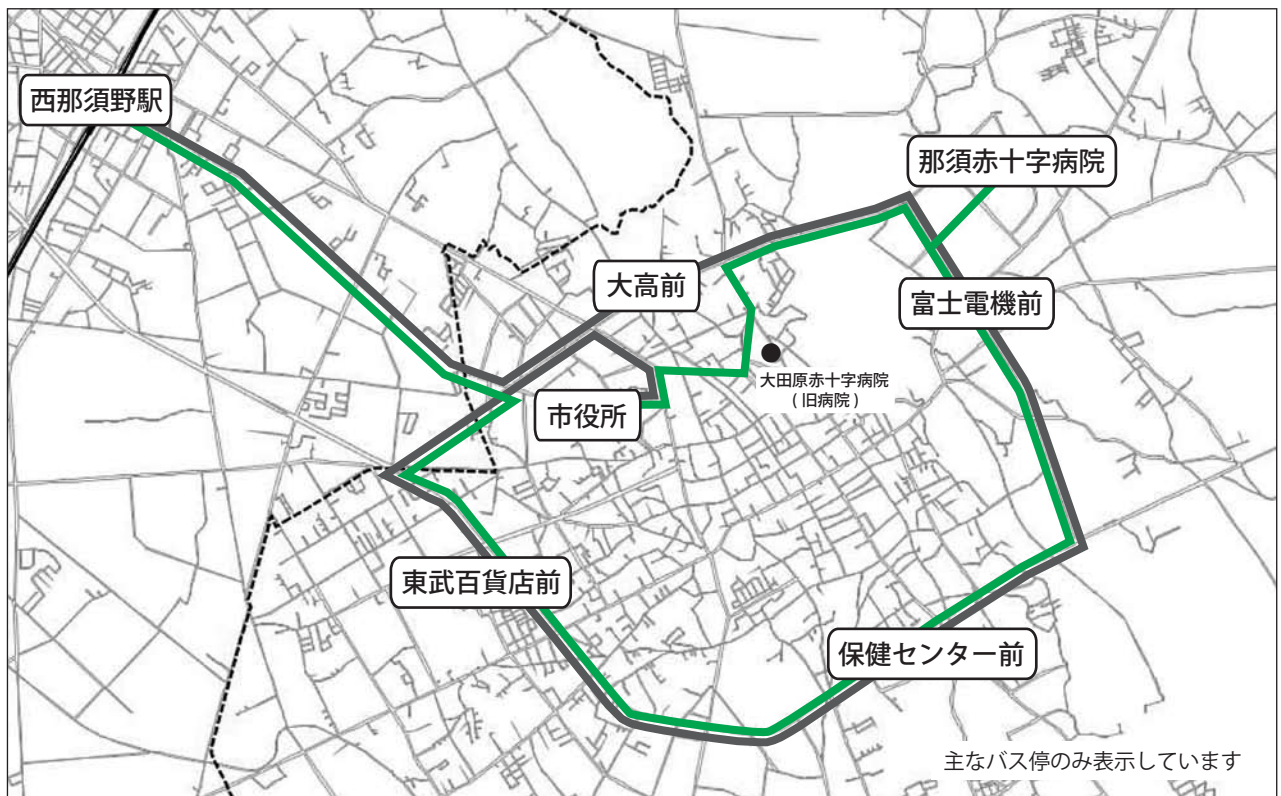 西那須野駅
那須赤十字病院
大高前
富士電機前
大田原赤十字病院
(旧病院)
市役所
東武百貨店前
保健センター前
主なバス停のみ表示しています